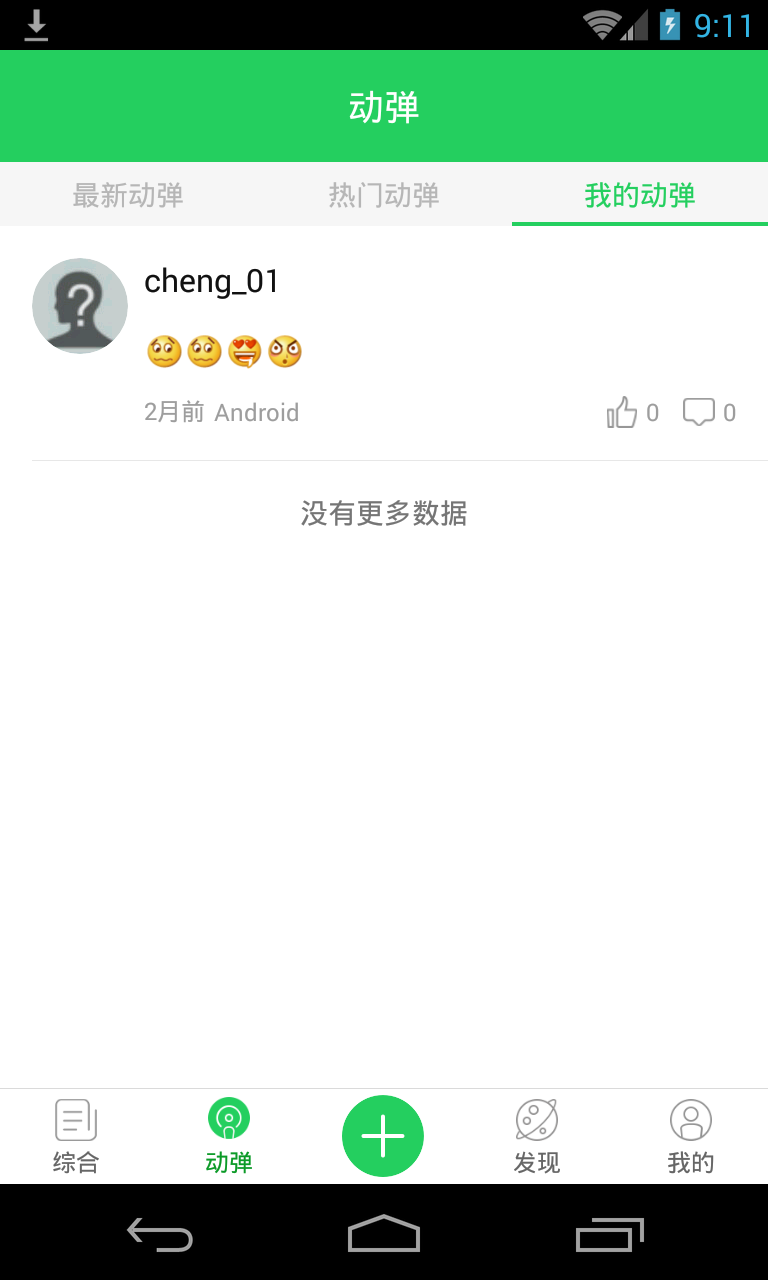 9:11
动弹
最新动弹 热门动弹 我的动弹
cheng_01
2月前 Android 0 0
没有更多数据
综合 动弹 发现 我的